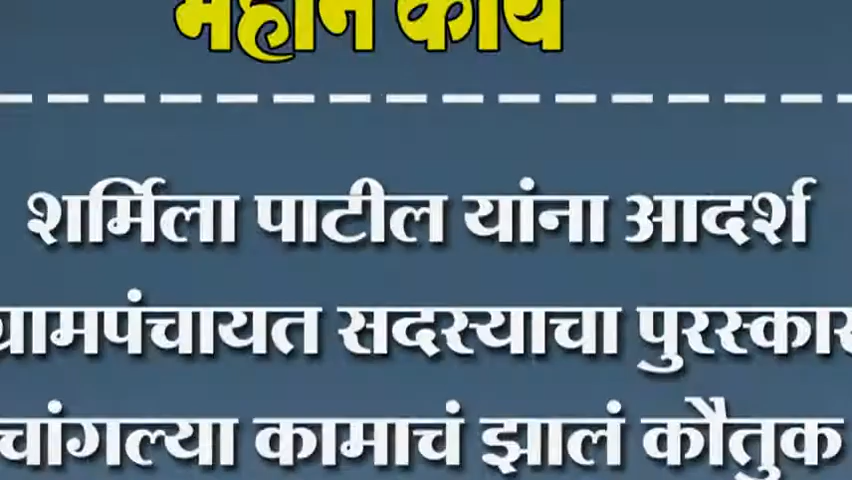 महान कार्य
शर्मिला पाटील यांना आदर्श
ग्रामपंचायत सदस्याचा पुरस्कार
चांगल्या कामाचं झालं कौतुक